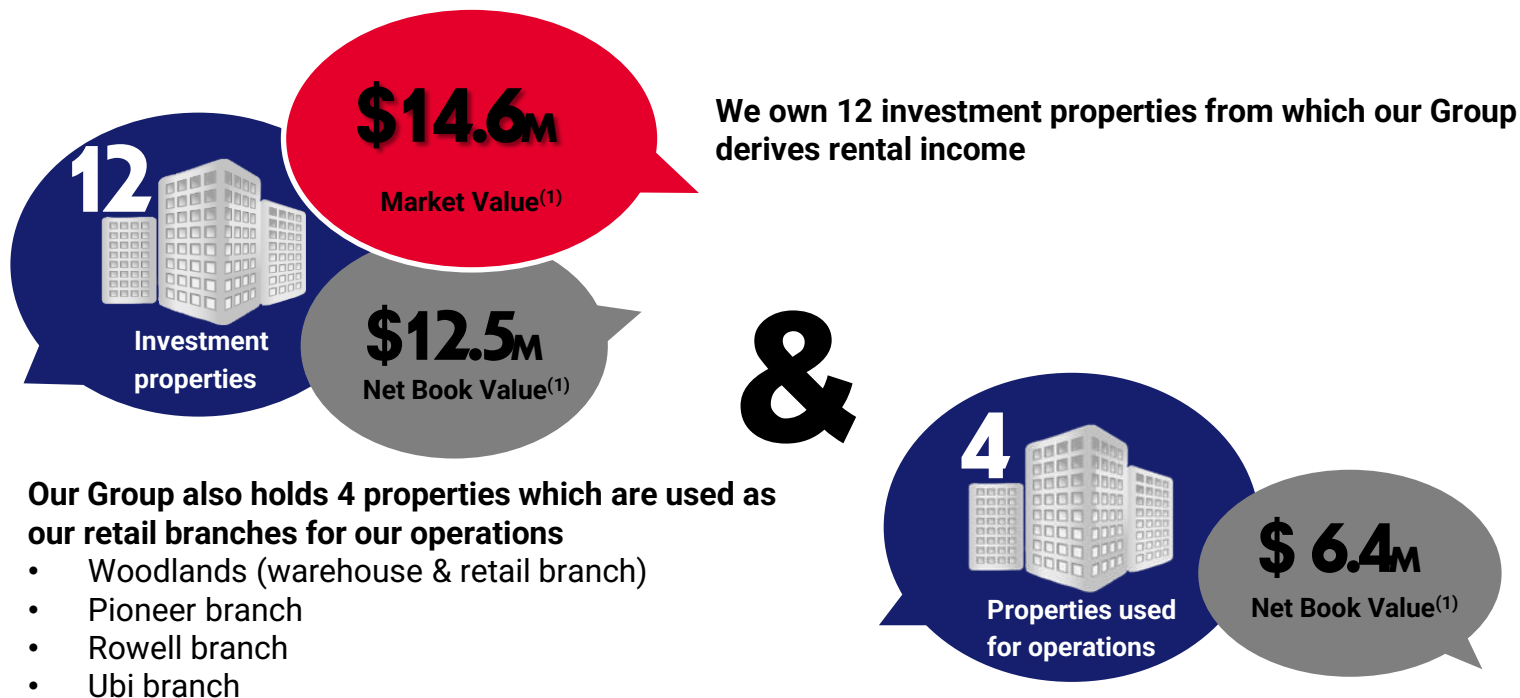 12
Investment
properties
$14.6M
Market Value(1)
$12.5M
Net Book Value(1)
We own 12 investment properties from which our Group
derives rental income
&
Our Group also holds 4 properties which are used as
our retail branches for our operations
• Woodlands (warehouse & retail branch)
• Pioneer branch
• Rowell branch
• Ubi branch
4
Properties used
for operations
$ 6.4M
Net Book Value(1)